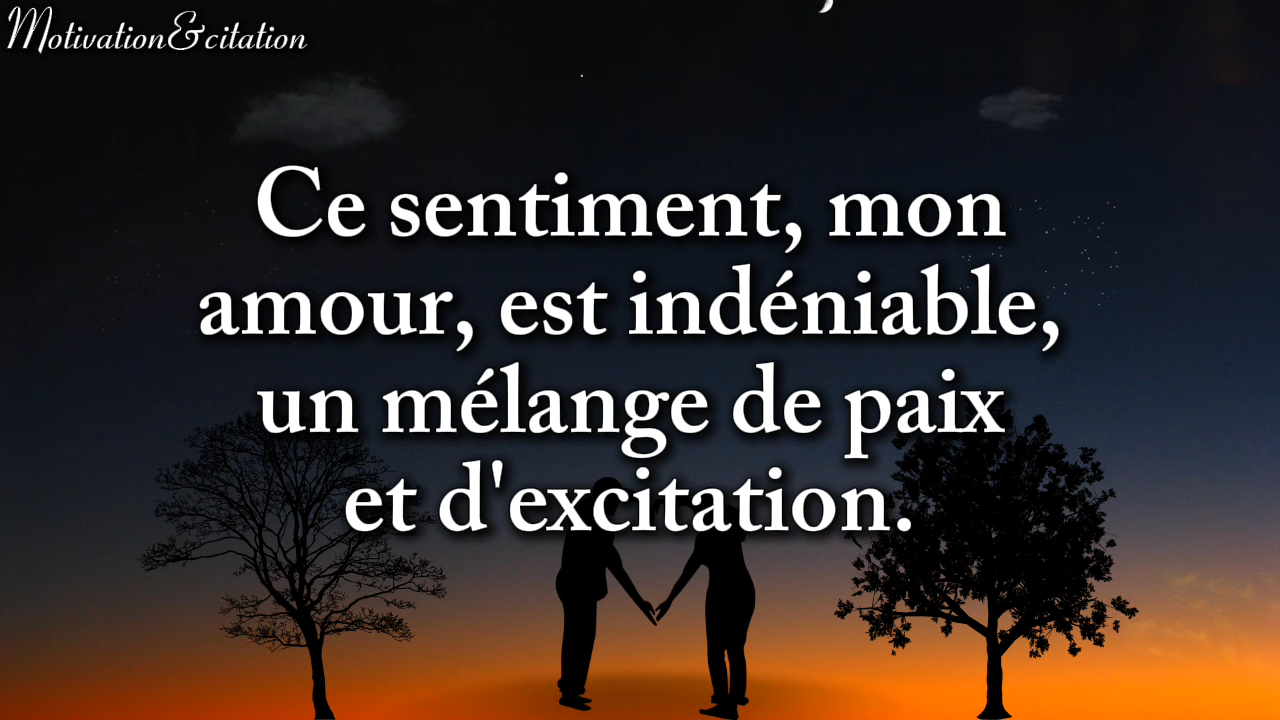 Motivation&citation
Ce sentiment, mon
amour, est indéniable,
un mélange de paix
et d'excitation.